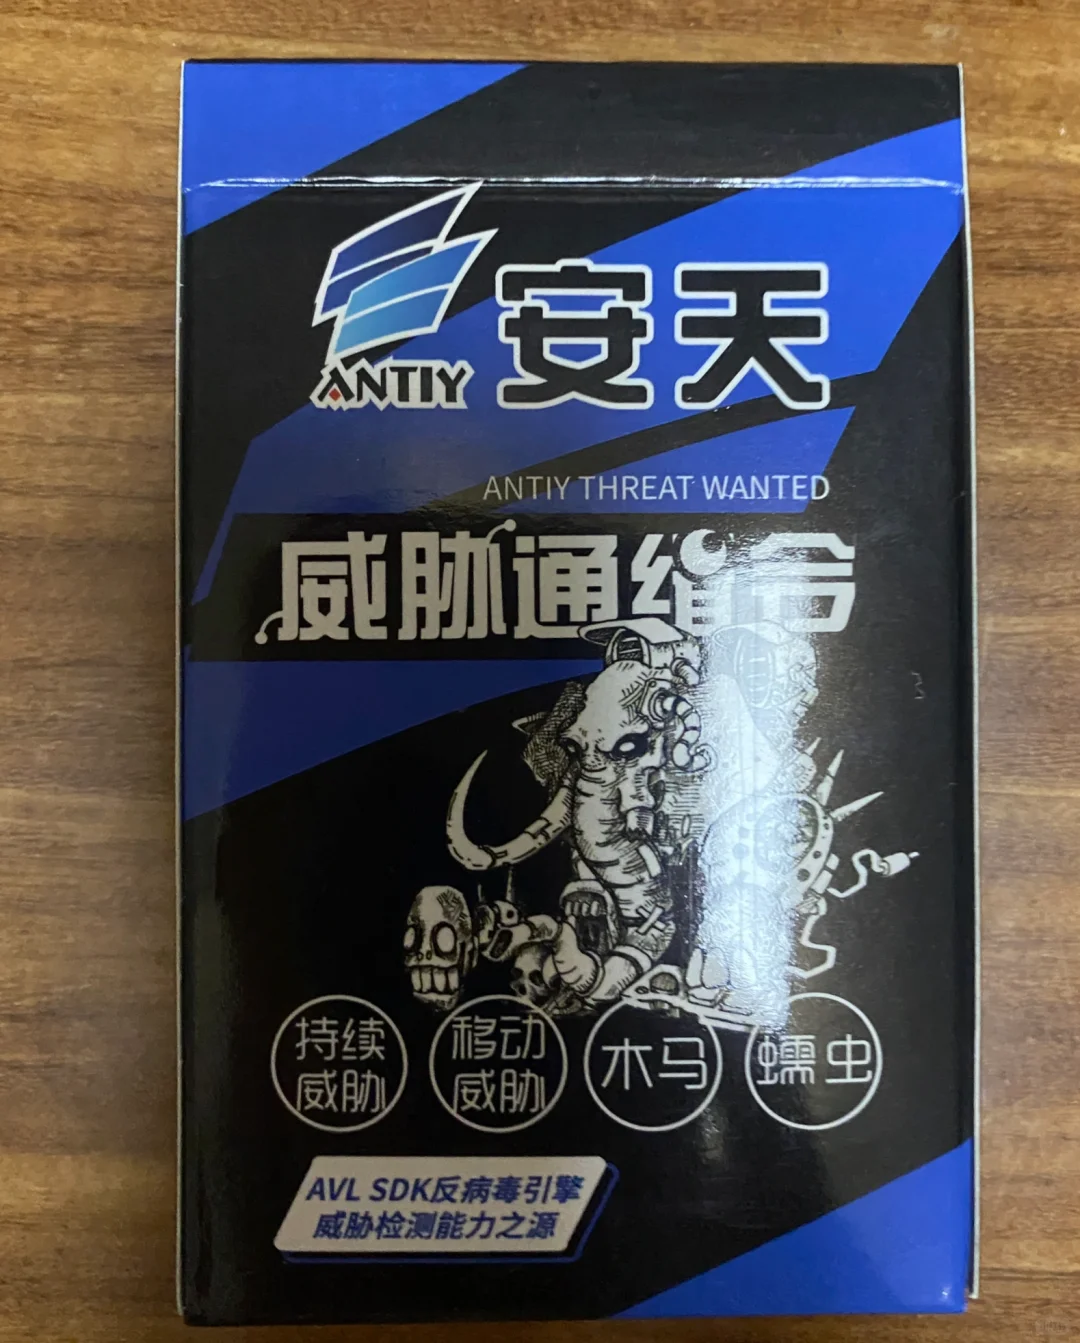 ANTIY 安天
ANTIY THREAT WANTED
威胁通缉令
持续
威胁
移动
威胁
木马
蠕虫
AVL SDK反病毒引擎
威胁检测能力之源